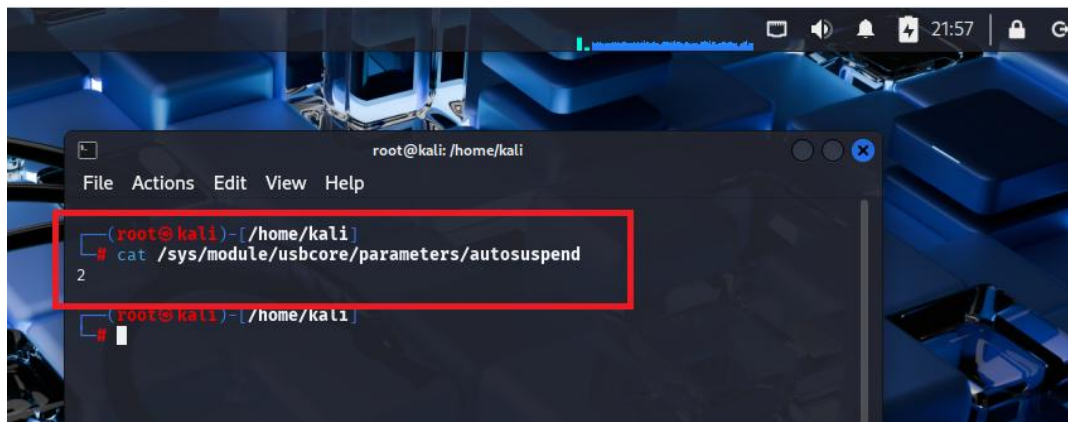 21:57
root@kali: /home/kali
File Actions Edit View Help
┌──(root㉿kali)-[/home/kali]
└─# cat /sys/module/usbcore/parameters/autosuspend
2
┌──(root㉿kali)-[/home/kali]
└─#